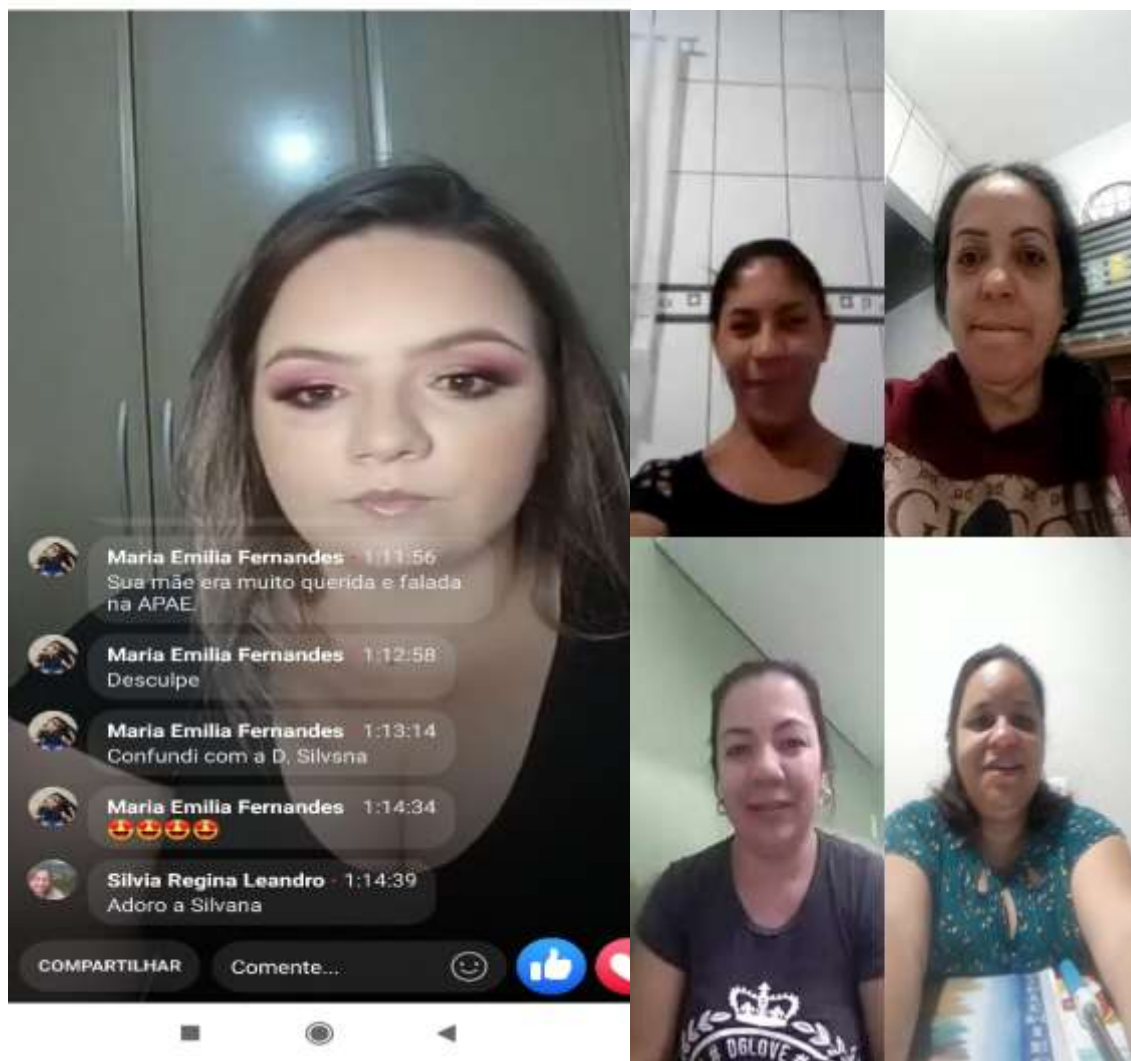 Maria Emilia Fernandes 1:11:56
Sua mãe era muito querida e falada
na APAE.
Maria Emilia Fernandes 1:12:58
Desculpe
Maria Emilia Fernandes 1:13:14
Confundi com a D, Silvsna
Maria Emilia Fernandes 1:14:34
🤩🤩🤩🤩
Silvia Regina Leandro 1:14:39
Adoro a Silvana
COMPARTILHAR
Comente...
# DGLOVE #